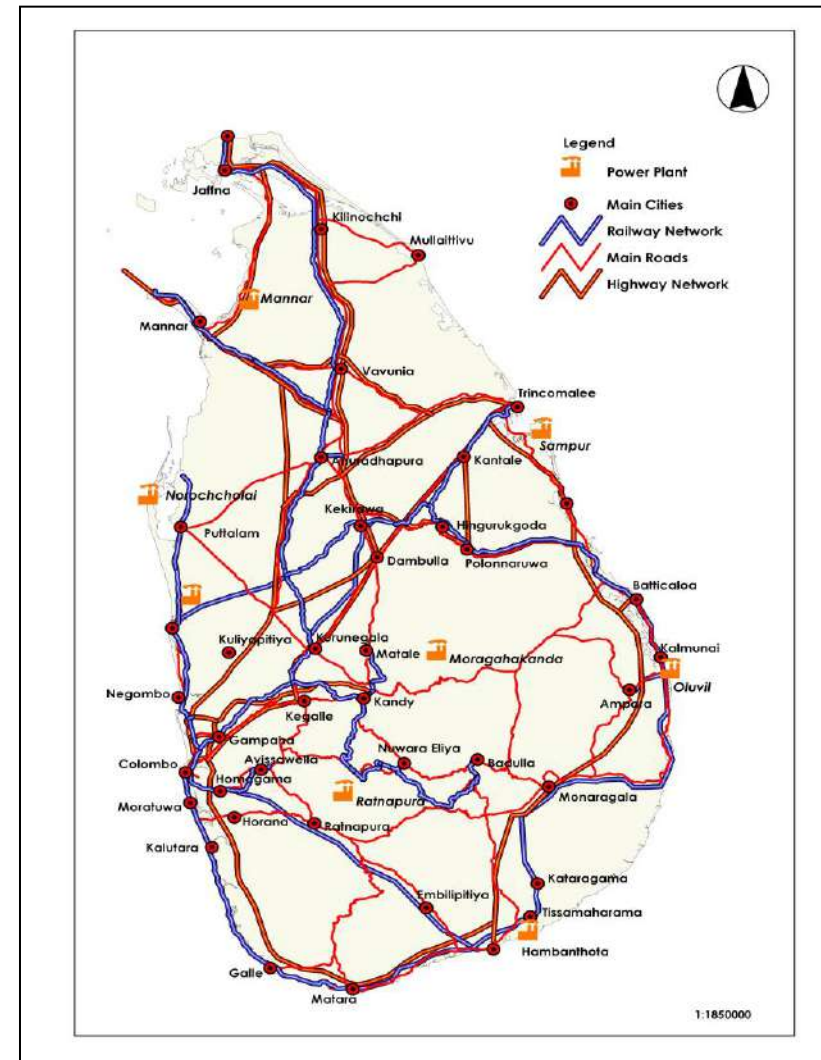 Legend
Power Plant
Main Cities
Railway Network
Main Roads
Highway Network
Jaffna
Kilinochchi
Mullaittivu
Mannar
Mannar
Vavunia
Trincomalee
Sampur
Anuradhapura
Kantale
Norochcholai
Kekirawa
Hingurukgoda
Puttalam
Polonnaruwa
Dambulla
Batticaloa
Kuliyapitiya
Kurunegala
Matale
Moragahakanda
Kalmunai
Oluvil
Negombo
Kegalle
Kandy
Ampara
Gampaha
Nuwara Eliya
Badulla
Colombo
Avissawella
Homagama
Monaragala
Moratuwa
Ratnapura
Horana
Ratnapura
Kalutara
Kataragama
Embilipitiya
Tissamaharama
Hambanthota
Galle
Matara
1:1850000